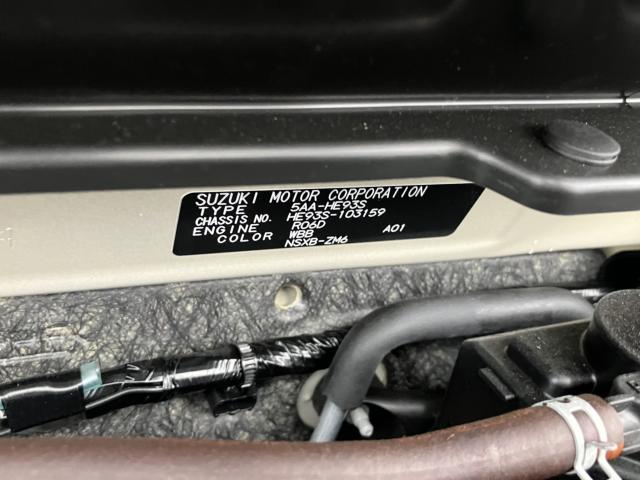 SUZUKI MOTOR CORPORATION
TYPE 5AA-HE93S
CHASSIS NO. HE93S-103159
ENGINE R06D
COLOR WBB A01
NSXB-ZM6